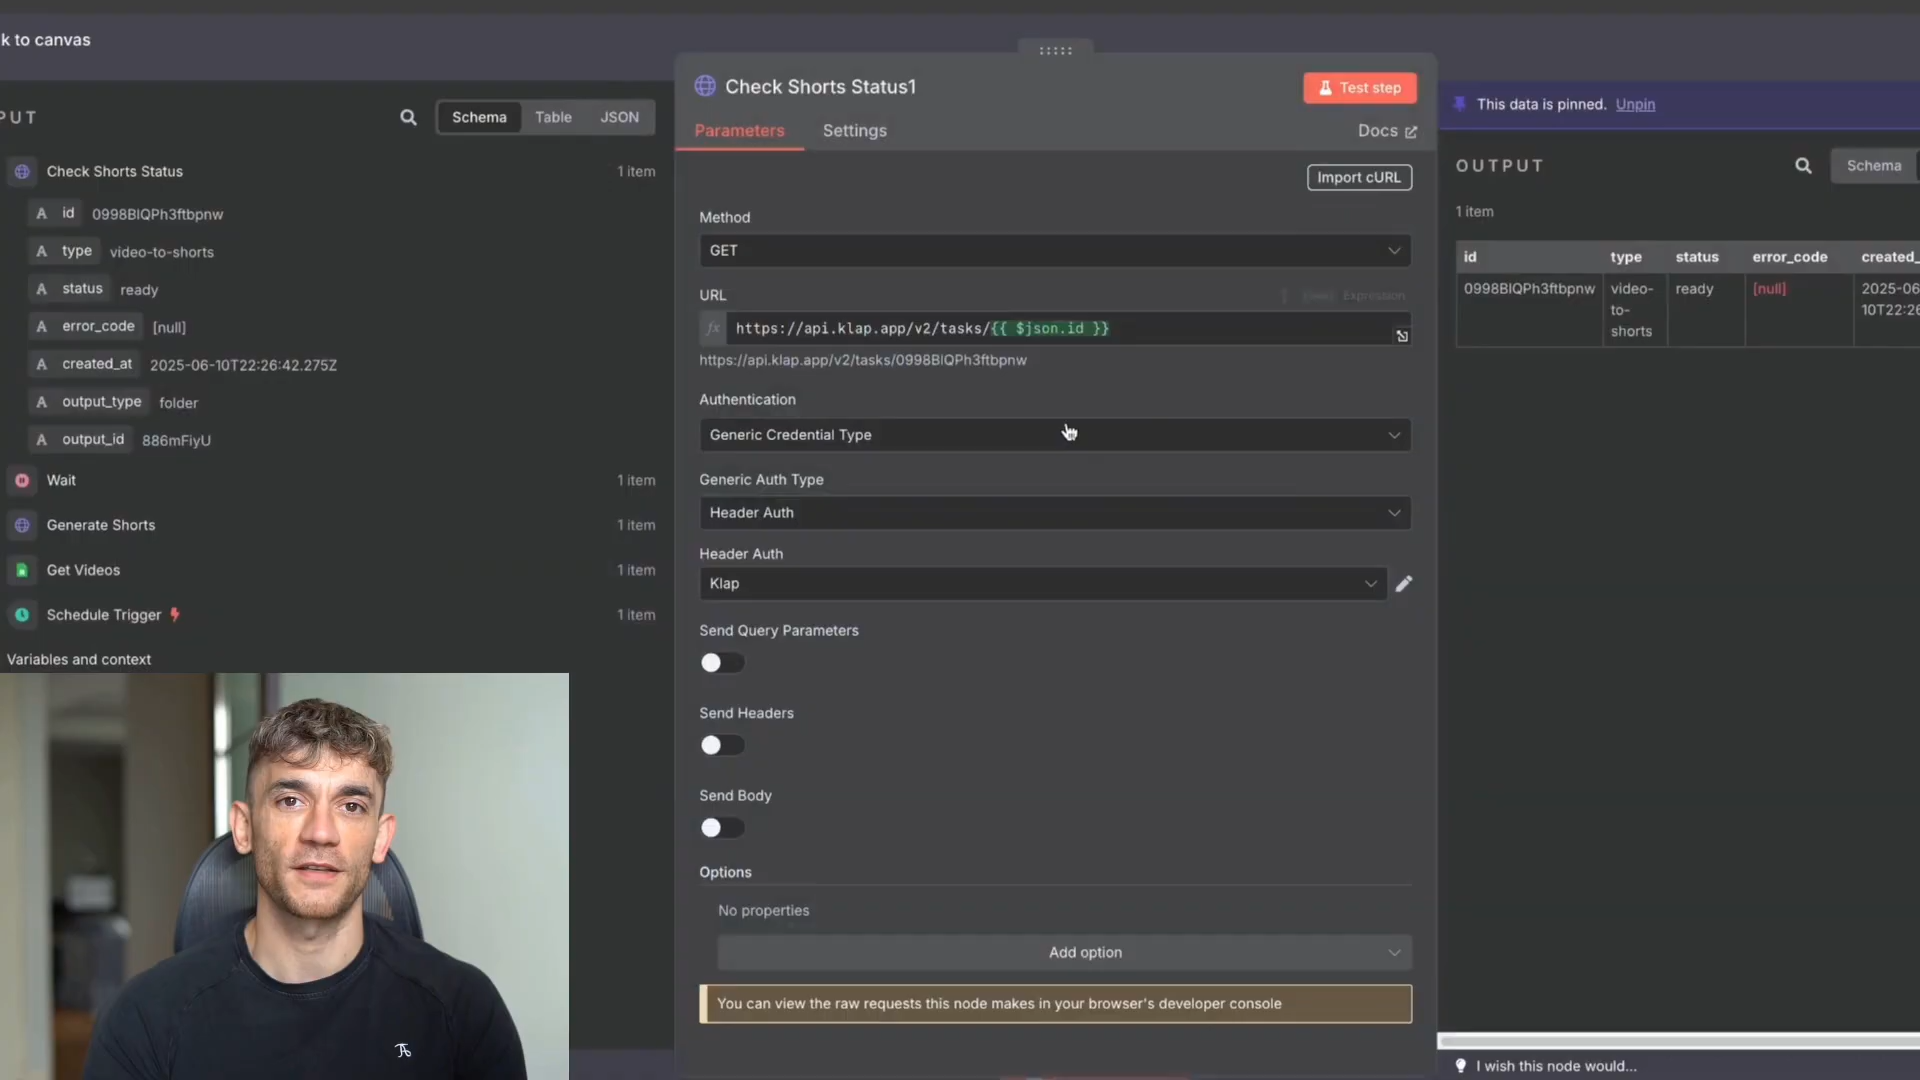 k to canvas
PUT
Schema Table JSON
Check Shorts Status 1 item
A id 0998BlQPh3ftbpnw
A type video-to-shorts
A status ready
A error_code [null]
A created_at 2025-06-10T22:26:42.275Z
A output_type folder
A output_id 886mFiyU
Wait 1 item
Generate Shorts 1 item
Get Videos 1 item
Schedule Trigger 1 item
Variables and context
Check Shorts Status1
Test step
Parameters Settings Docs
Import cURL
Method
GET
URL
Expression
fx https://api.klap.app/v2/tasks/{{ $json.id }}
https://api.klap.app/v2/tasks/0998BlQPh3ftbpnw
Authentication
Generic Credential Type
Generic Auth Type
Header Auth
Header Auth
Klap
Send Query Parameters
Send Headers
Send Body
Options
No properties
Add option
You can view the raw requests this node makes in your browser's developer console
This data is pinned. Unpin
OUTPUT
Schema
1 item
id type status error_code created_
0998BlQPh3ftbpnw video- ready [null] 2025-06
to- 10T22:26
shorts
I wish this node would...